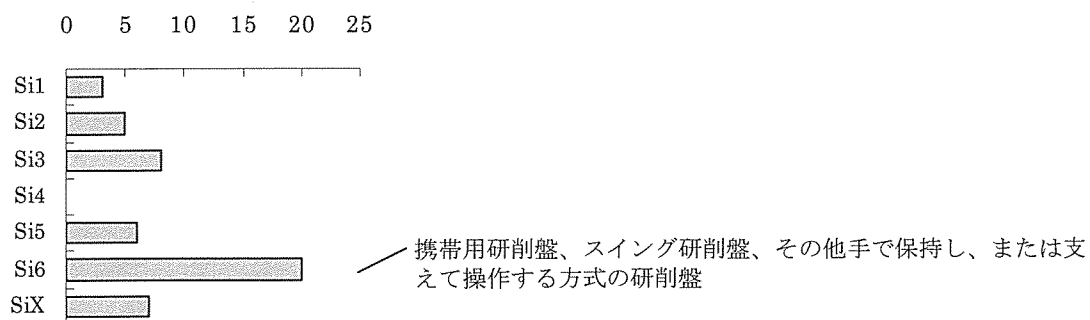 0 5 10 15 20 25
Si1
Si2
Si3
Si4
Si5
Si6
SiX
携帯用研削盤、スイング研削盤、その他手で保持し、または支
えて操作する方式の研削盤